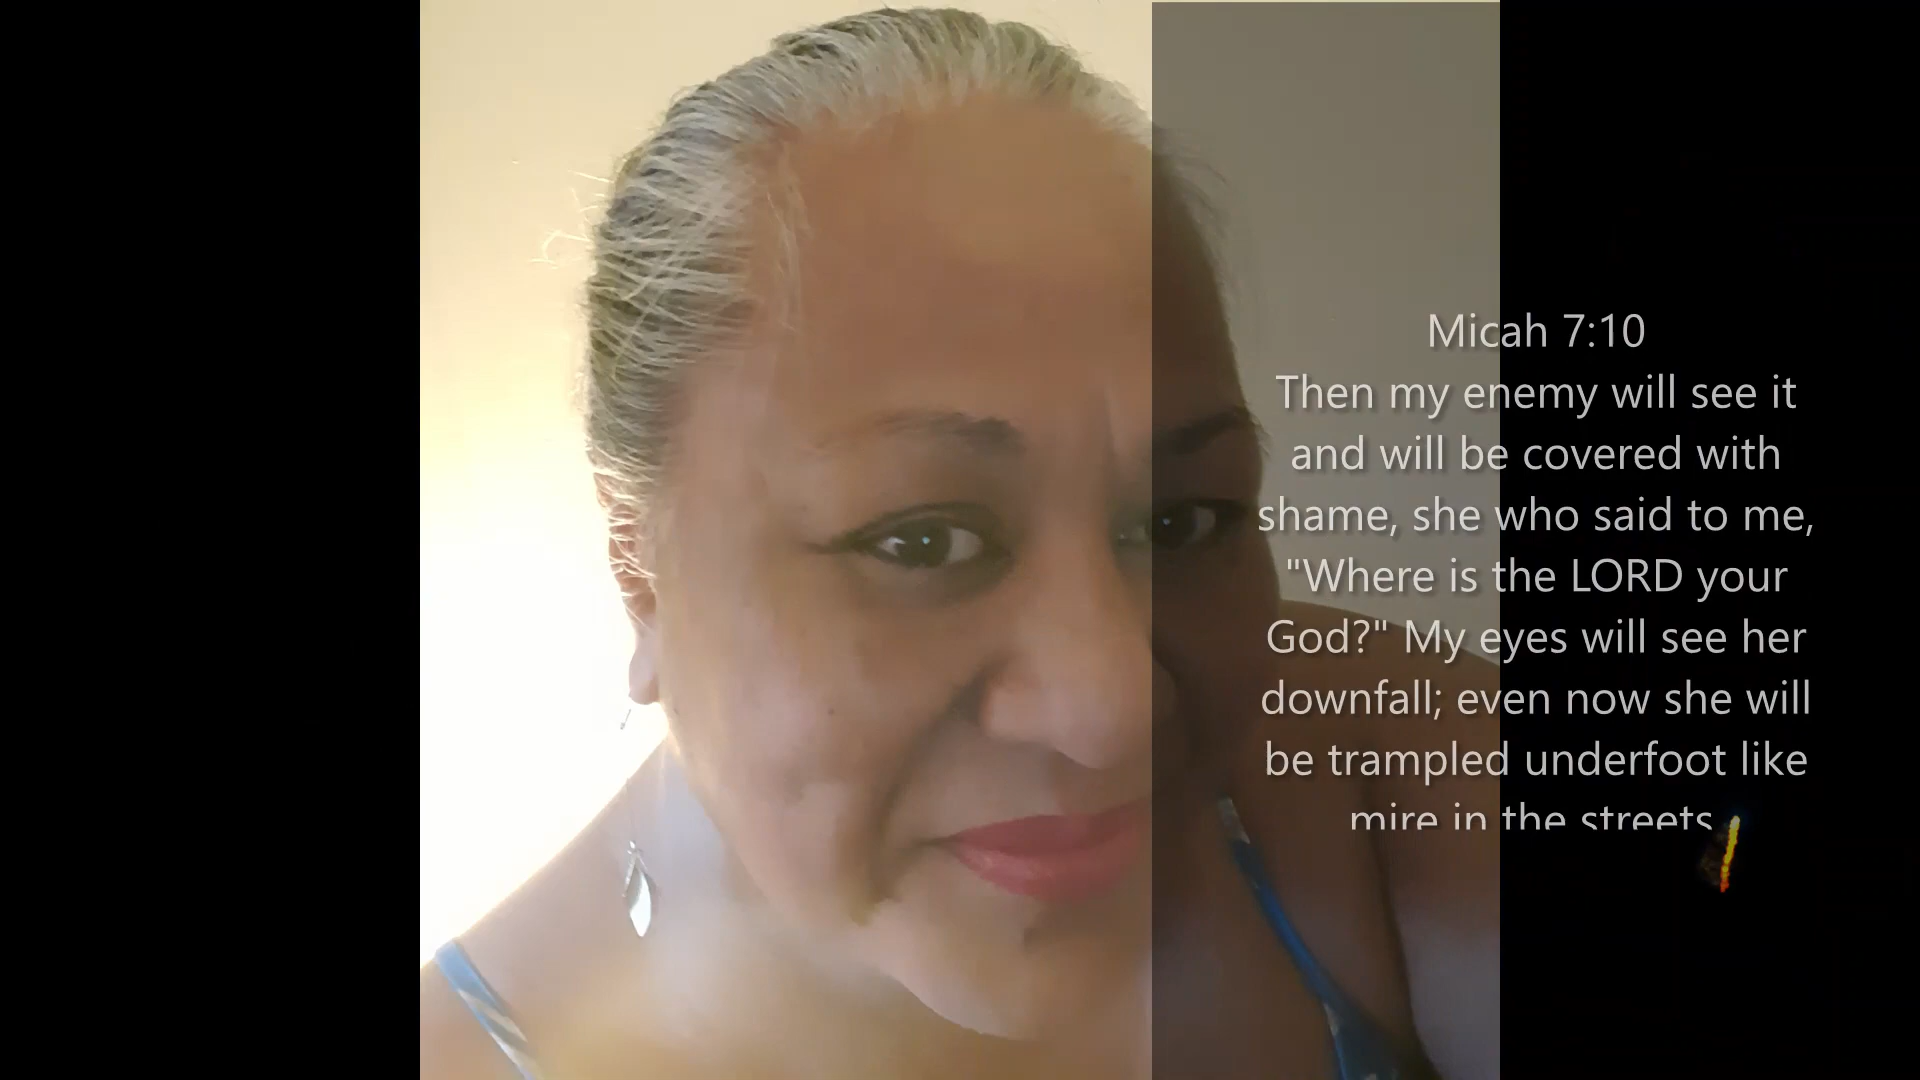 Micah 7:10
Then my enemy will see it
and will be covered with
shame, she who said to me,
"Where is the LORD your
God?" My eyes will see her
downfall; even now she will
be trampled underfoot like
mire in the streets